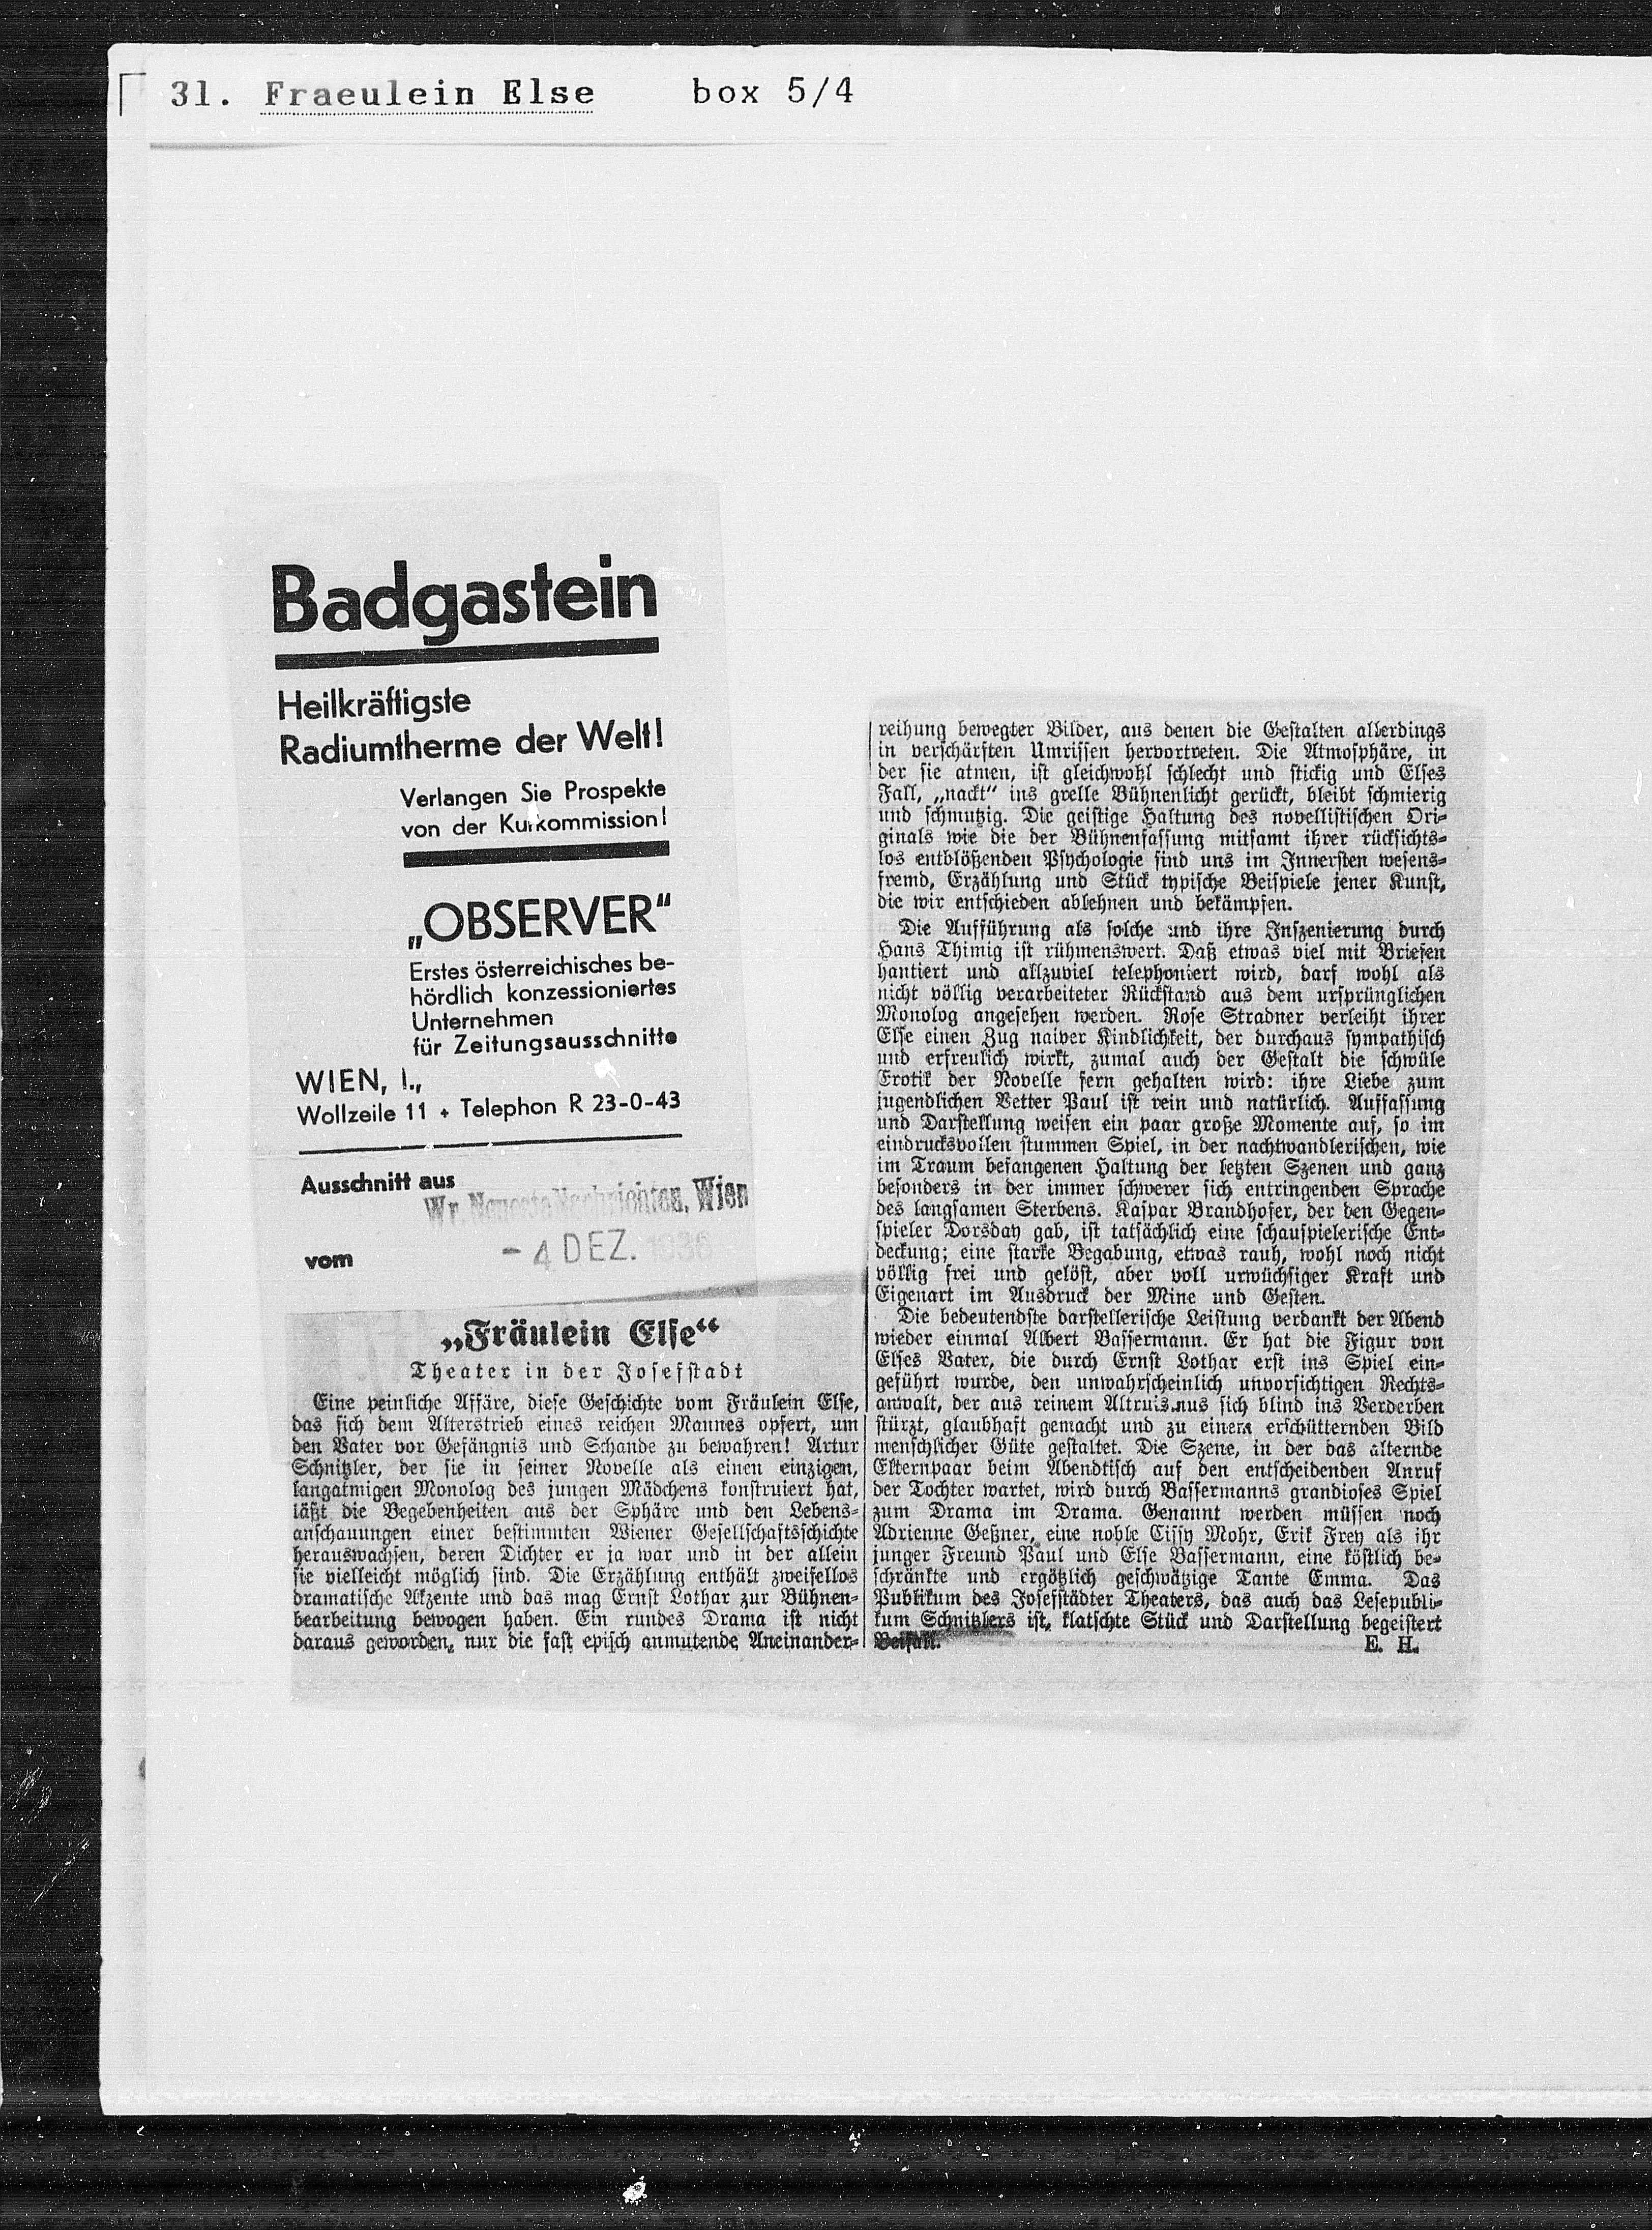 31. Fraeulein Else box 5/4
Badgastein
Heilkräftigste
Radiumtherme der Welt!
Verlangen Sie Prospekte
von der Kurkommission!
„OBSERVER“
Erstes österreichisches be-
hördlich konzessioniertes
Unternehmen
für Zeitungsausschnitte
WIEN, I.,
Wollzeile 11 + Telephon R 23-0-43
Ausschnitt aus
Wr. Neueste Nachrichten, Wien
vom
- 4 DEZ. 1936
„Fräulein Else“
Theater in der Josefstadt
Eine peinliche Affäre, diese Geschichte vom Fräulein Else,
das sich dem Alterstrieb eines reichen Mannes opfert, um
den Vater vor Gefängnis und Schande zu bewahren! Artur
Schnitzler, der sie in seiner Novelle als einen einzigen,
langatmigen Monolog des jungen Mädchens konstruiert hat,
läßt die Begebenheiten aus der Sphäre und den Lebens-
anschauungen einer bestimmten Wiener Gesellschaftsschichte
herauswachsen, deren Dichter er ja war und in der allein
sie vielleicht möglich sind. Die Erzählung enthält zweifellos
dramatische Akzente und das mag Ernst Lothar zur Bühnen-
bearbeitung bewogen haben. Ein rundes Drama ist nicht
daraus geworden, nur die fast episch anmutende Aneinander-
reihung bewegter Bilder, aus denen die Gestalten allerdings
in verschärften Umrissen hervortreten. Die Atmosphäre, in
der sie atmen, ist gleichwohl schlecht und stickig und Elses
Fall, „nackt“ ins grelle Bühnenlicht gerückt, bleibt schmierig
und schmutzig. Die geistige Haltung des novellistischen Ori-
ginals wie die der Bühnenfassung mitsamt ihrer rücksichts-
los entblößenden Psychologie sind uns im Innersten wesens-
fremd, Erzählung und Stück typische Beispiele jener Kunst,
die wir entschieden ablehnen und bekämpfen.
Die Aufführung als solche und ihre Inszenierung durch
Hans Thimig ist rühmenswert. Daß etwas viel mit Briefen
hantiert und allzuviel telephoniert wird, darf wohl als
nicht völlig verarbeiteter Rückstand aus dem ursprünglichen
Monolog angesehen werden. Rose Stradner verleiht ihrer
Else einen Zug naiver Kindlichkeit, der durchaus sympathisch
und erfreulich wirkt, zumal auch der Gestalt die schwüle
Erotik der Novelle fern gehalten wird: ihre Liebe zum
jugendlichen Vetter Paul ist rein und natürlich. Auffassung
und Darstellung weisen ein paar große Momente auf, so im
eindrucksvollen stummen Spiel, in der nachtwandlerischen, wie
im Traum befangenen Haltung der letzten Szenen und ganz
besonders in der immer schwerer sich entringenden Sprache
des langsamen Sterbens. Kaspar Brandhofer, der den Gegen-
spieler Dorsday gab, ist tatsächlich eine schauspielerische Ent-
deckung; eine starke Begabung, etwas rauh, wohl noch nicht
völlig frei und gelöst, aber voll urwüchsiger Kraft und
Eigenart im Ausdruck der Mine und Gesten.
Die bedeutendste darstellerische Leistung verdankt der Abend
wieder einmal Albert Bassermann. Er hat die Figur von
Elses Vater, die durch Ernst Lothar erst ins Spiel ein-
geführt wurde, den unwahrscheinlich unvorsichtigen Rechts-
anwalt, der aus reinem Altruismus sich blind ins Verderben
stürzt, glaubhaft gemacht und zu einem erschütternden Bild
menschlicher Güte gestaltet. Die Szene, in der das alternde
Elternpaar beim Abendtisch auf den entscheidenden Anruf
der Tochter wartet, wird durch Bassermanns grandioses Spiel
zum Drama im Drama. Genannt werden müssen noch
Adrienne Geßner, eine noble Cissy Mohr, Erik Frey als ihr
junger Freund Paul und Else Bassermann, eine köstlich be-
schränkte und ergötzlich geschwätzige Tante Emma. Das
Publikum des Josefstädter Theaters, das auch das Lesepubli-
kum Schnitzlers ist, klatschte Stück und Darstellung begeistert
Beifall. E. H.